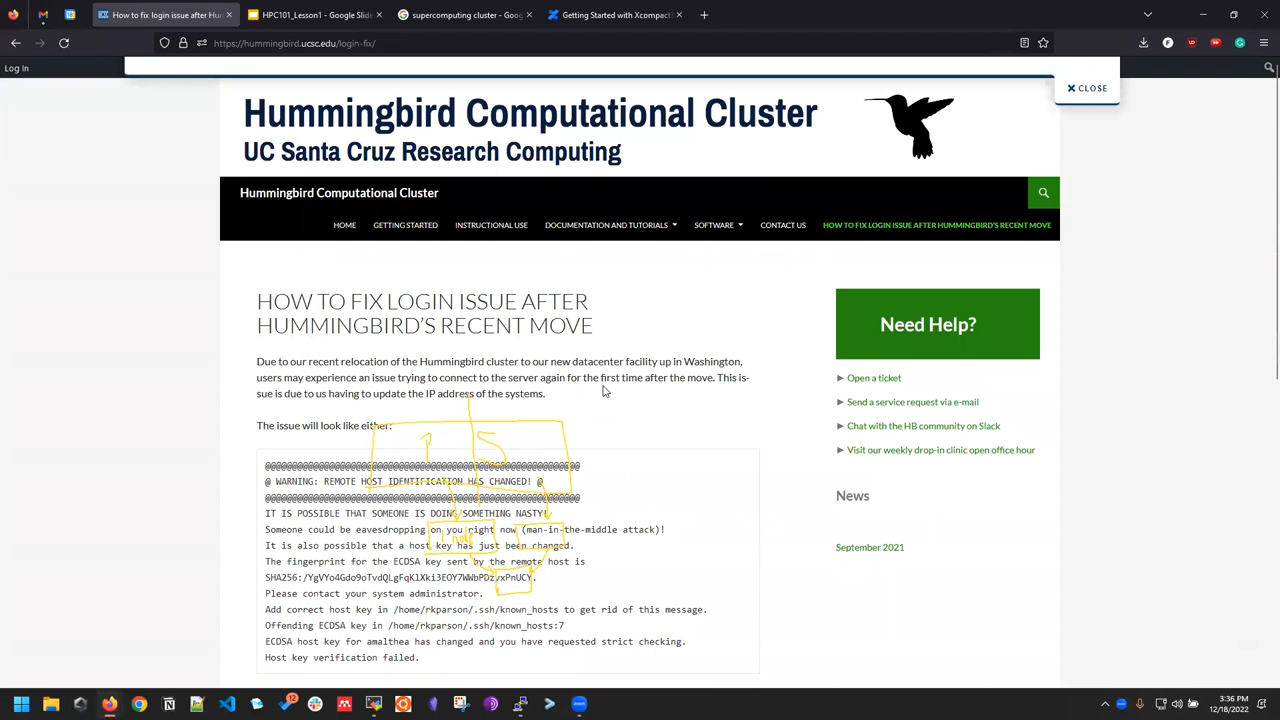 How to fix login issue after Hum
HPC101_Lesson1 - Google Slid
supercomputing cluster - Goo
Getting Started with Xcompact3
https://hummingbird.ucsc.edu/login-fix/
Log in
CLOSE
Hummingbird Computational Cluster
UC Santa Cruz Research Computing
Hummingbird Computational Cluster
HOME GETTING STARTED INSTRUCTIONAL USE DOCUMENTATION AND TUTORIALS SOFTWARE CONTACT US HOW TO FIX LOGIN ISSUE AFTER HUMMINGBIRD'S RECENT MOVE
HOW TO FIX LOGIN ISSUE AFTER
HUMMINGBIRD'S RECENT MOVE
Due to our recent relocation of the Hummingbird cluster to our new datacenter facility up in Washington,
users may experience an issue trying to connect to the server again for the first time after the move. This is-
sue is due to us having to update the IP address of the systems.
The issue will look like either:
@@@@@@@@@@@@@@@@@@@@@@@@@@@@@@@@@@@@@@@@@@@@@@@@@@@@@@@@@@@
@ WARNING: REMOTE HOST IDENTIFICATION HAS CHANGED! @
@@@@@@@@@@@@@@@@@@@@@@@@@@@@@@@@@@@@@@@@@@@@@@@@@@@@@@@@@@@
IT IS POSSIBLE THAT SOMEONE IS DOING SOMETHING NASTY!
Someone could be eavesdropping on you right now (man-in-the-middle attack)!
It is also possible that a host key has just been changed.
The fingerprint for the ECDSA key sent by the remote host is
Please contact your system administrator.
Add correct host key in /home/rkparson/.ssh/known_hosts to get rid of this message.
Offending ECDSA key in /home/rkparson/.ssh/known_hosts:7
ECDSA host key for amalthea has changed and you have requested strict checking.
Host key verification failed.
1 node
Need Help?
Open a ticket
Send a service request via e-mail
Chat with the HB community on Slack
Visit our weekly drop-in clinic open office hour
News
September 2021
12
3:36 PM
12/18/2022